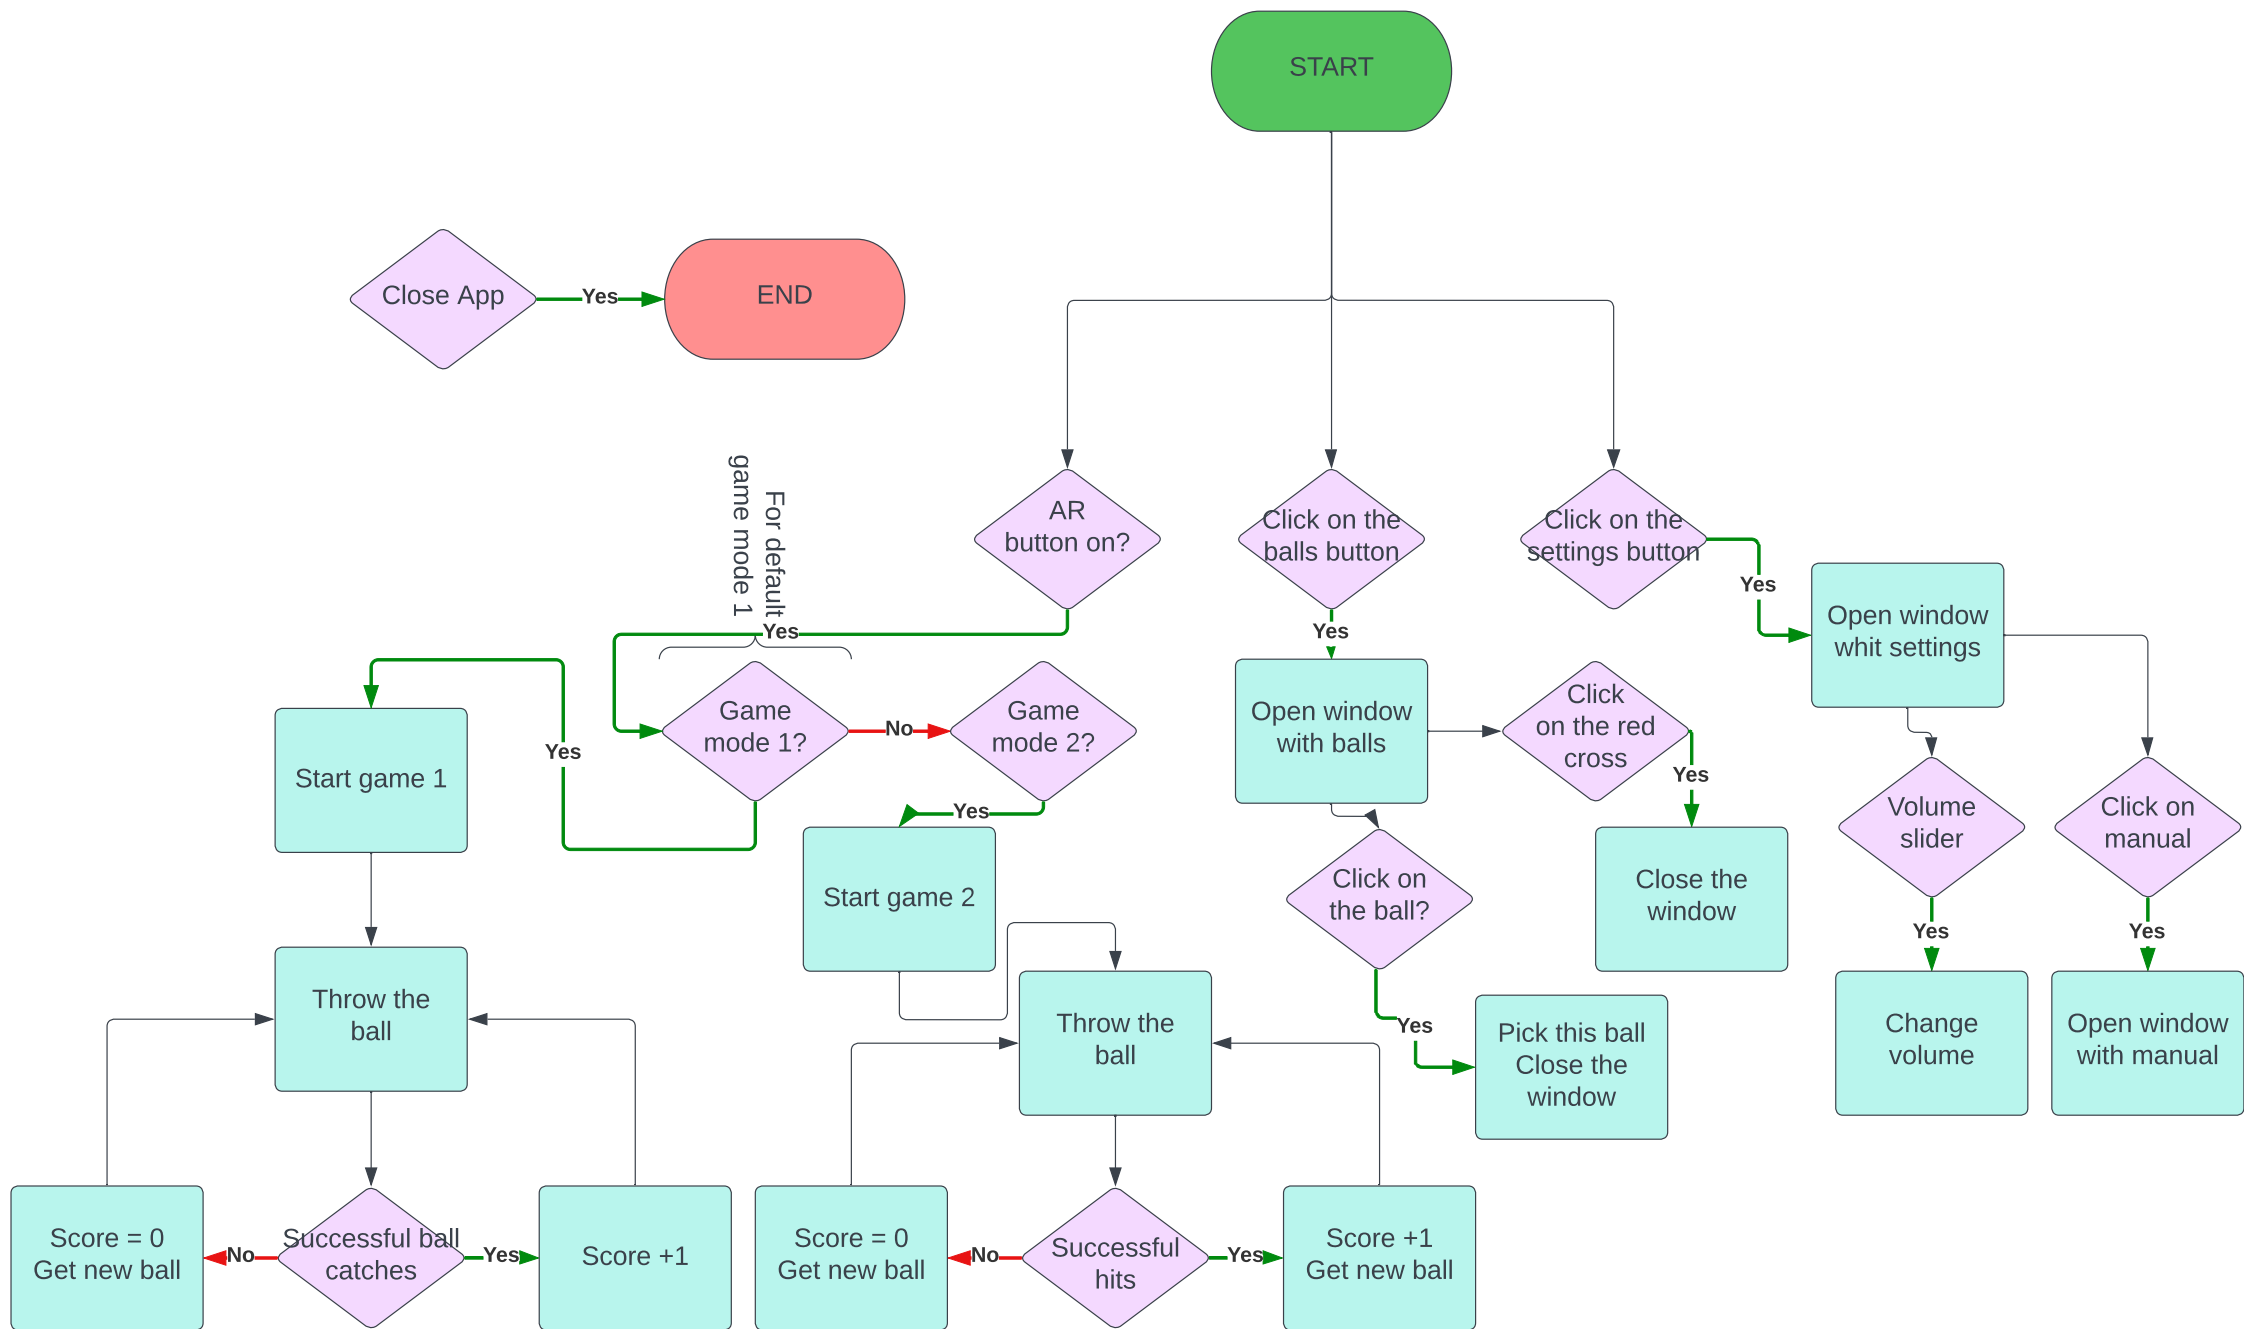 START
Close App
Yes
END
For default
game mode 1
AR
button on?
Click on the
balls button
Click on the
settings button
Yes
Yes
Yes
Open window
whit settings
Game
mode 1?
No
Game
mode 2?
Open window
with balls
Click
on the red
cross
Yes
Start game 1
Yes
Yes
Volume
slider
Click on
manual
Start game 2
Click on
the ball?
Close the
window
Yes
Yes
Throw the
ball
Throw the
ball
Yes
Pick this ball
Close the
window
Change
volume
Open window
with manual
Score = 0
Get new ball
No
Successful ball
catches
Yes
Score +1
Score = 0
Get new ball
No
Successful
hits
Yes
Score +1
Get new ball